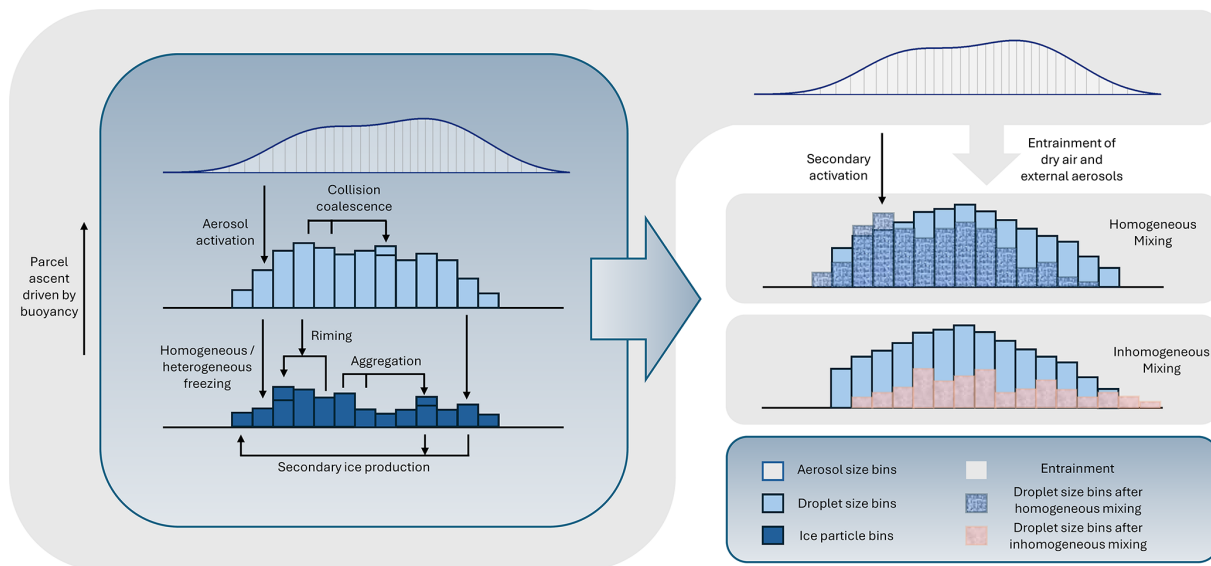 Parcel
ascent
driven by
buoyancy
Aerosol
activation
Collision
coalescence
Homogeneous /
heterogeneous
freezing
Riming
Aggregation
Secondary ice production
Secondary
activation
Entrainment of
dry air and
external aerosols
Homogeneous
Mixing
Inhomogeneous
Mixing
Aerosol size bins
Droplet size bins
Ice particle bins
Entrainment
Droplet size bins after
homogeneous mixing
Droplet size bins after
inhomogeneous mixing